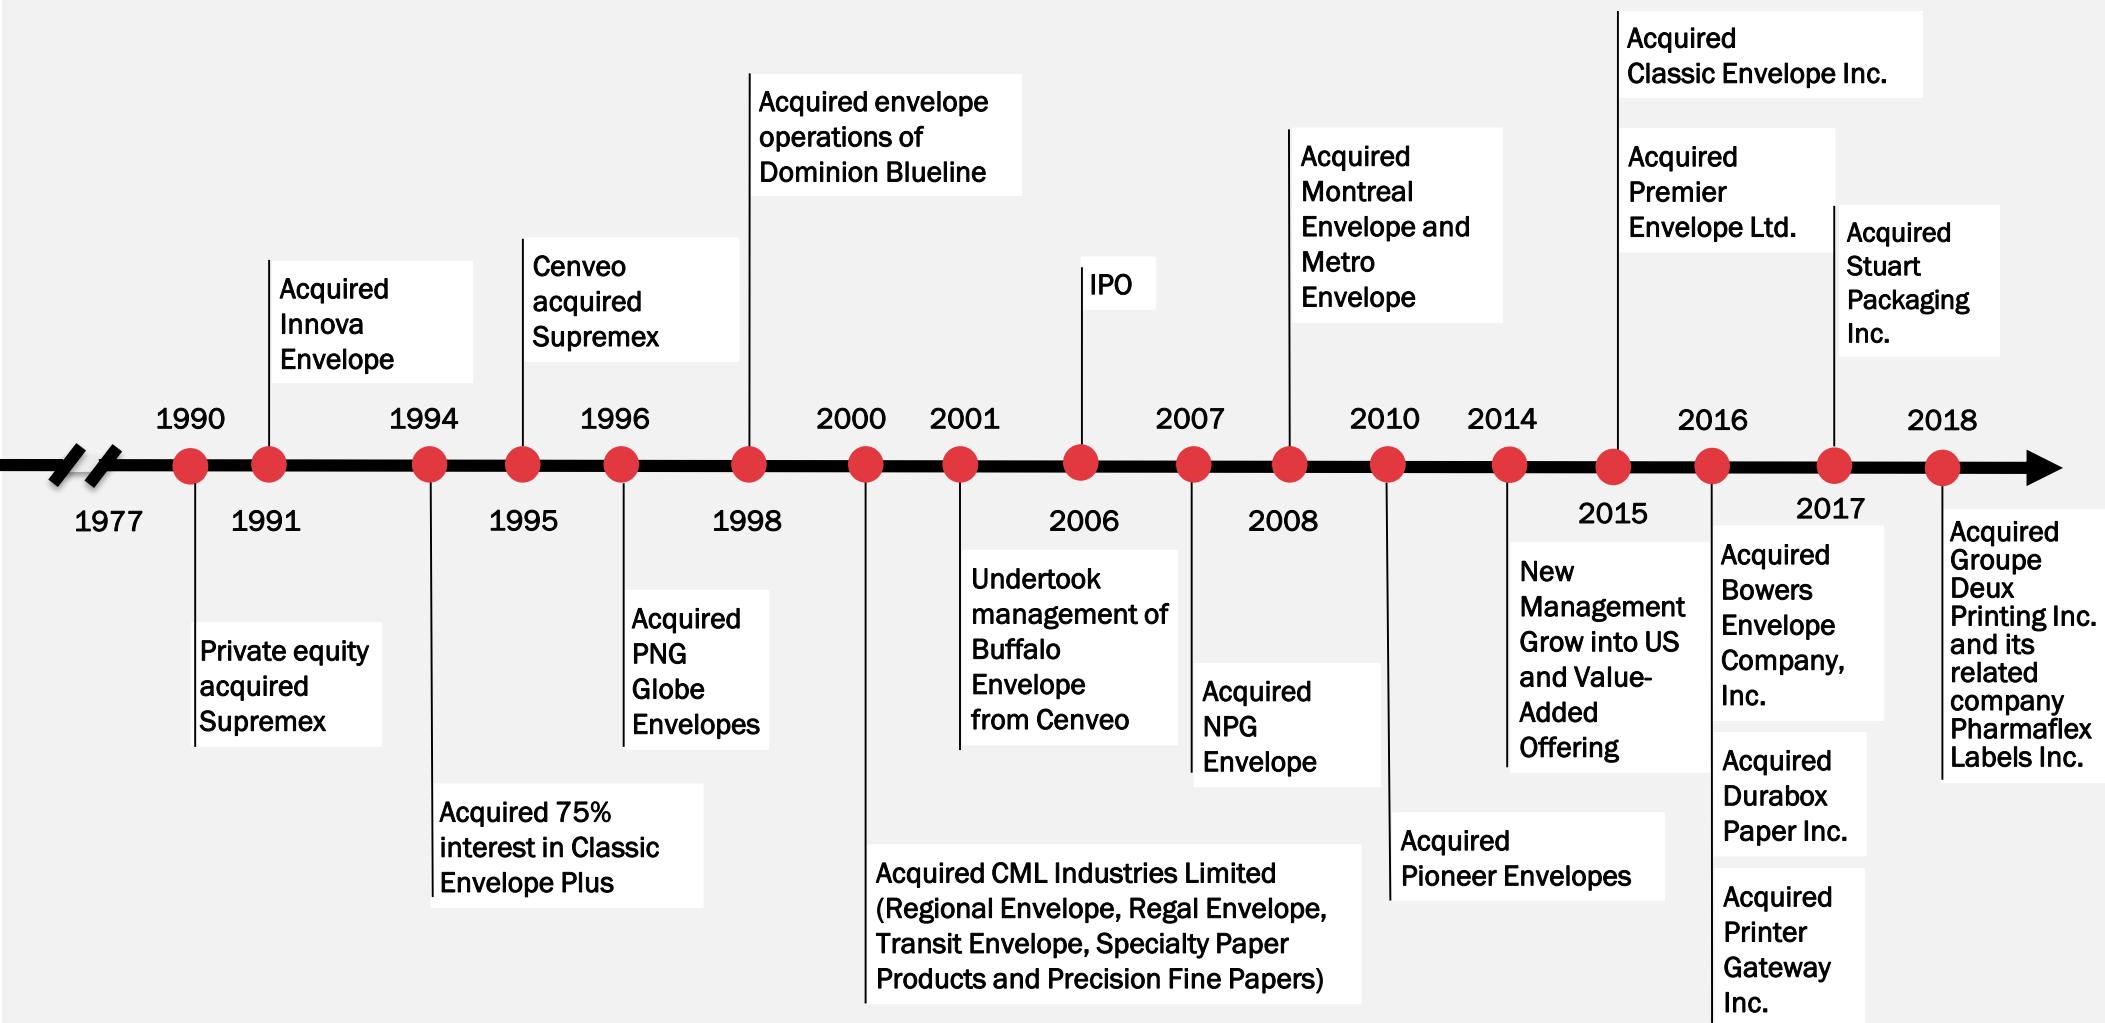 Acquired
Classic Envelope Inc.
Acquired envelope
operations of
Dominion Blueline
Acquired
Montreal
Envelope and
Metro
Envelope
Acquired
Premier
Envelope Ltd.
Acquired
Stuart
Packaging
Inc.
Cenveo
acquired
Supremex
IPO
Acquired
Innova
Envelope
1990
1994
1996
2000
2001
2007
2010
2014
2016
2018
1977
1991
1995
1998
2006
2008
2015
2017
Private equity
acquired
Supremex
Acquired 75%
interest in Classic
Envelope Plus
Acquired
PNG
Globe
Envelopes
Acquired CML Industries Limited
(Regional Envelope, Regal Envelope,
Transit Envelope, Specialty Paper
Products and Precision Fine Papers)
Undertook
management of
Buffalo
Envelope
from Cenveo
Acquired
NPG
Envelope
Acquired
Pioneer Envelopes
New
Management
Grow into US
and Value-
Added
Offering
Acquired
Bowers
Envelope
Company,
Inc.
Acquired
Durabox
Paper Inc.
Acquired
Printer
Gateway
Inc.
Acquired
Groupe
Deux
Printing Inc.
and its
related
company
Pharmaflex
Labels Inc.